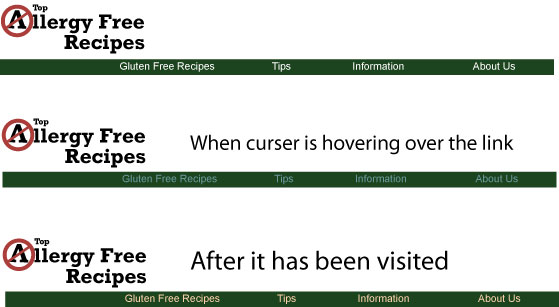 Top
Allergy Free
Recipes
Gluten Free Recipes Tips Information About Us
Top
Allergy Free
Recipes
When curser is hovering over the link
Gluten Free Recipes Tips Information About Us
Top
Allergy Free
Recipes
After it has been visited
Gluten Free Recipes Tips Information About Us